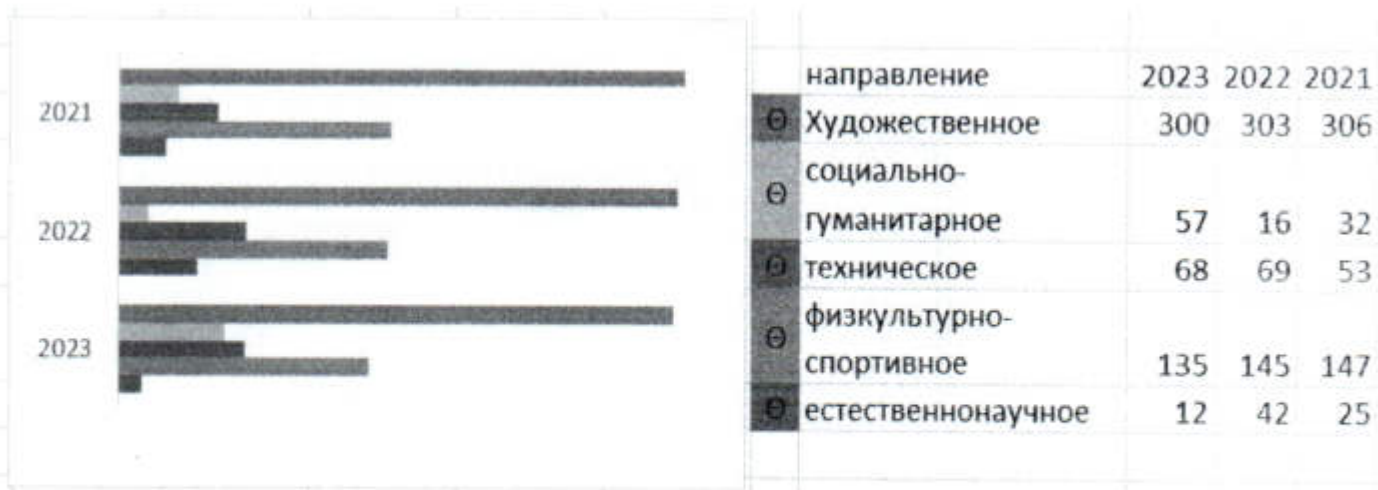 2021
2022
2023
направление 2023 2022 2021
Θ Художественное 300 303 306
Θ социально-
гуманитарное 57 16 32
Θ техническое 68 69 53
Θ физкультурно-
спортивное 135 145 147
Θ естественнонаучное 12 42 25